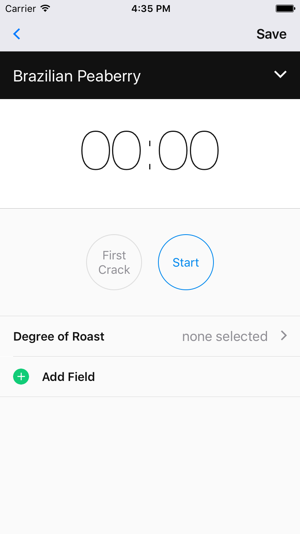 Carrier 4:35 PM
Save
Brazilian Peaberry
00:00
First
Crack
Start
Degree of Roast none selected
Add Field